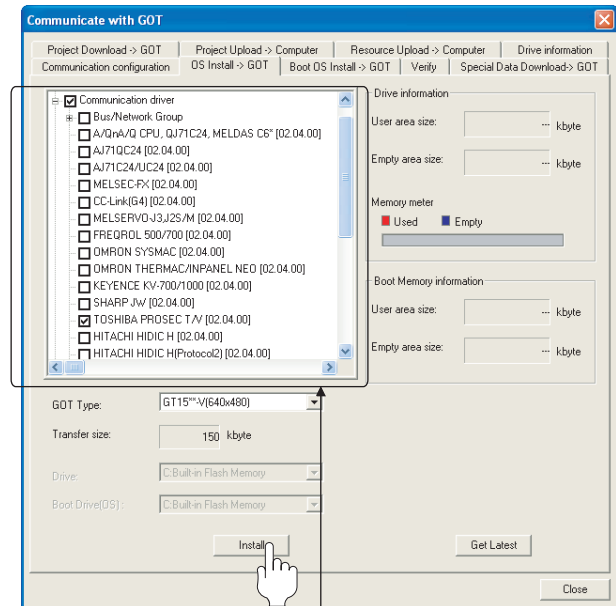 Communicate with GOT
Project Download -> GOT
Project Upload -> Computer
Resource Upload -> Computer
Drive information
Communication configuration
OS Install -> GOT
Boot OS Install -> GOT
Verify
Special Data Download-> GOT
Communication driver
Bus/Network Group
A/QnA/Q CPU, QJ71C24, MELDAS C6* [02.04.00]
AJ71QC24 [02.04.00]
AJ71C24/UC24 [02.04.00]
MELSEC-FX [02.04.00]
CC-Link(G4) [02.04.00]
MELSERVO-J3,J2S/M [02.04.00]
FREQROL 500/700 [02.04.00]
OMRON SYSMAC [02.04.00]
OMRON THERMAC/INPANEL NEO [02.04.00]
KEYENCE KV-700/1000 [02.04.00]
SHARP JW [02.04.00]
TOSHIBA PROSEC T/V [02.04.00]
HITACHI HIDIC H [02.04.00]
HITACHI HIDIC H(Protocol2) [02.04.00]
Drive information
User area size: --- kbyte
Empty area size: --- kbyte
Memory meter
Used Empty
Boot Memory information
User area size: --- kbyte
Empty area size: --- kbyte
GOT Type: GT15**-V(640x480)
Transfer size: 150 kbyte
Drive: C:Built-in Flash Memory
Boot Drive(OS) : C:Built-in Flash Memory
Install
Get Latest
Close